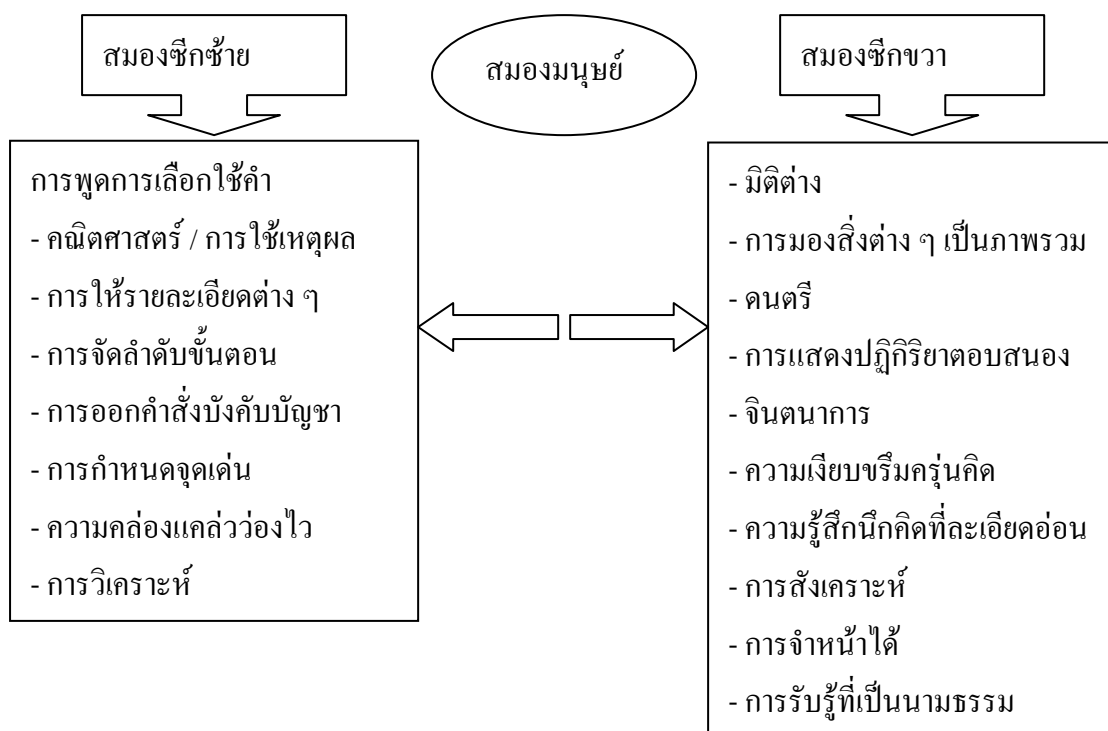 สมองซีกซ้าย
สมองมนุษย์
สมองซีกขวา
การพูดการเลือกใช้คำ
- คณิตศาสตร์ / การใช้เหตุผล
- การให้รายละเอียดต่าง ๆ
- การจัดลำดับขั้นตอน
- การออกคำสั่งบังคับบัญชา
- การกำหนดจุดเด่น
- ความคล่องแคล่วว่องไว
- การวิเคราะห์
- มิติต่าง
- การมองสิ่งต่าง ๆ เป็นภาพรวม
- ดนตรี
- การแสดงปฏิกิริยาตอบสนอง
- จินตนาการ
- ความเงียบขรึมครุ่นคิด
- ความรู้สึกนึกคิดที่ละเอียดอ่อน
- การสังเคราะห์
- การจำหน้าได้
- การรับรู้ที่เป็นนามธรรม